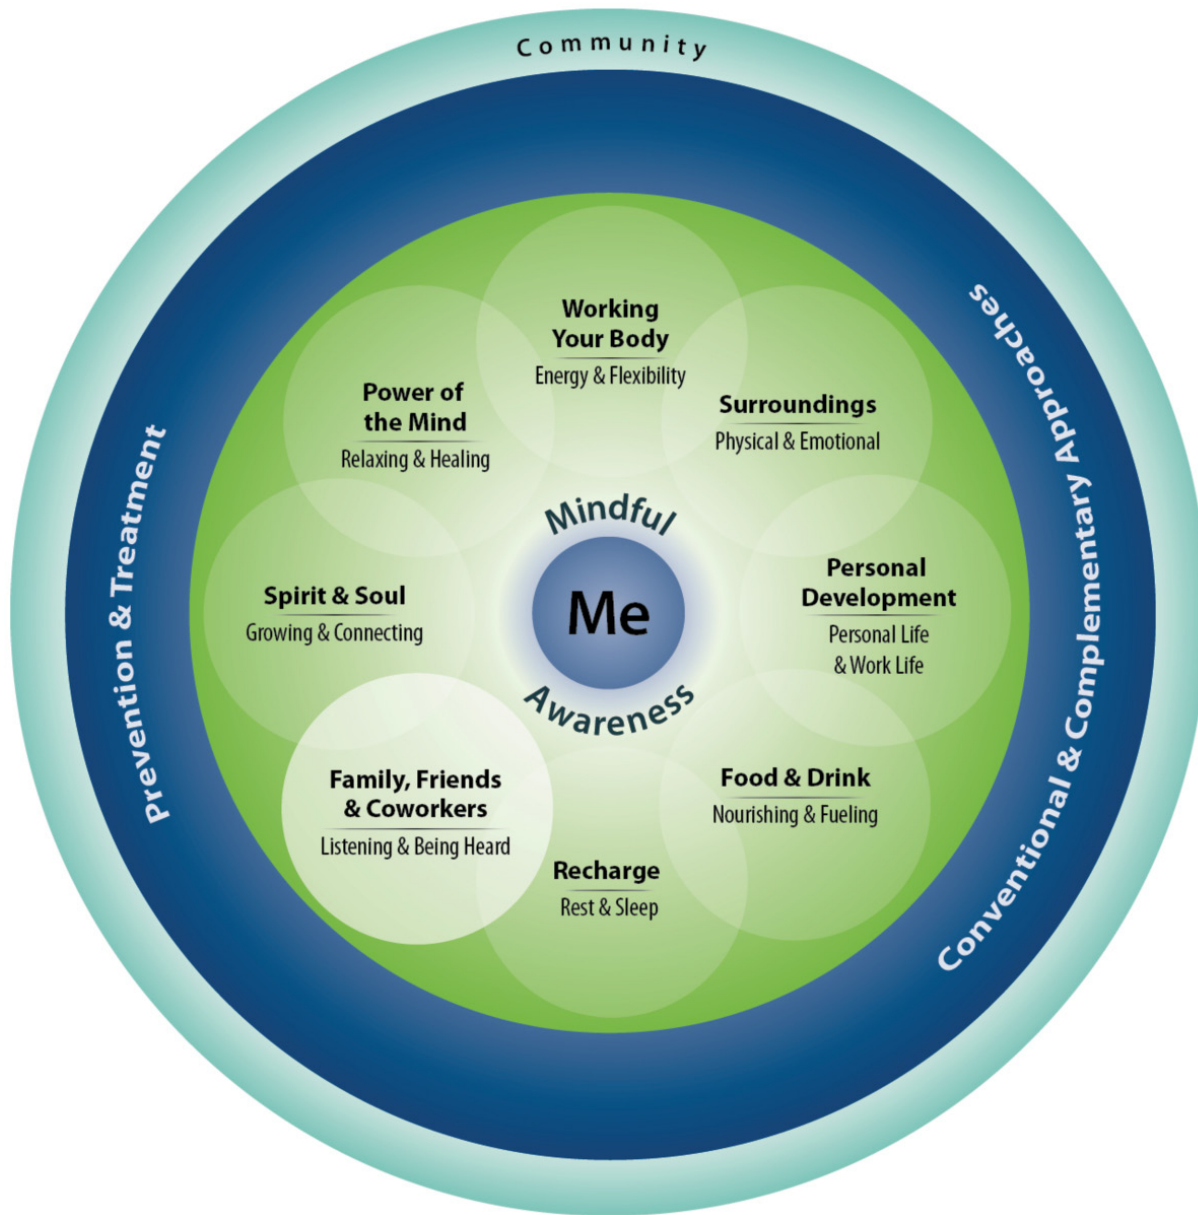 Community
Prevention & Treatment
Conventional & Complementary Approaches
Working
Your Body
Energy & Flexibility
Surroundings
Physical & Emotional
Personal
Development
Personal Life
& Work Life
Food & Drink
Nourishing & Fueling
Recharge
Rest & Sleep
Family, Friends
& Coworkers
Listening & Being Heard
Spirit & Soul
Growing & Connecting
Power of
the Mind
Relaxing & Healing
Mindful
Me
Awareness